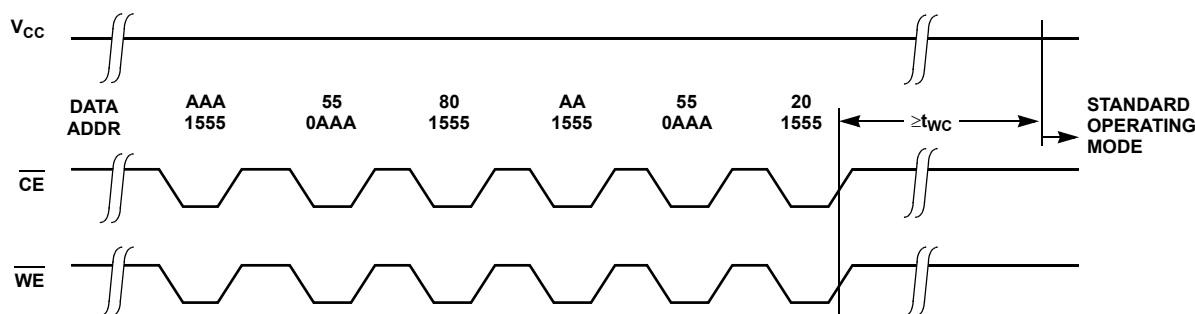 VCC
DATA AAA 55 80 AA 55 20
ADDR 1555 0AAA 1555 1555 0AAA 1555
≥tWC
STANDARD
OPERATING
MODE
CE
WE